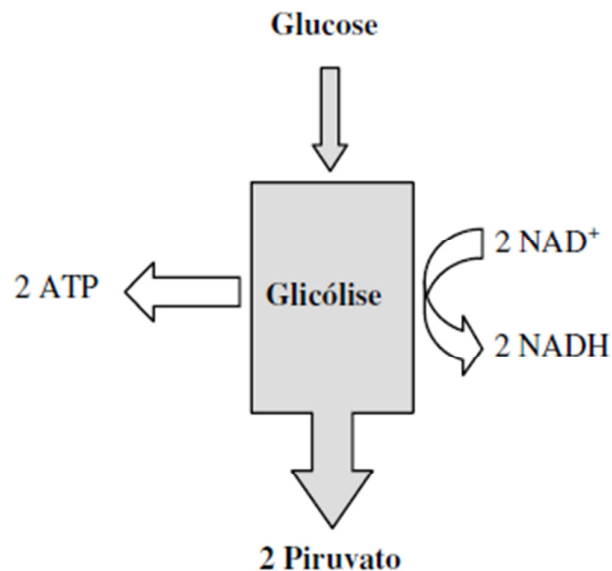 Glucose
2 NAD⁺
2 ATP
Glicólise
2 NADH
2 Piruvato